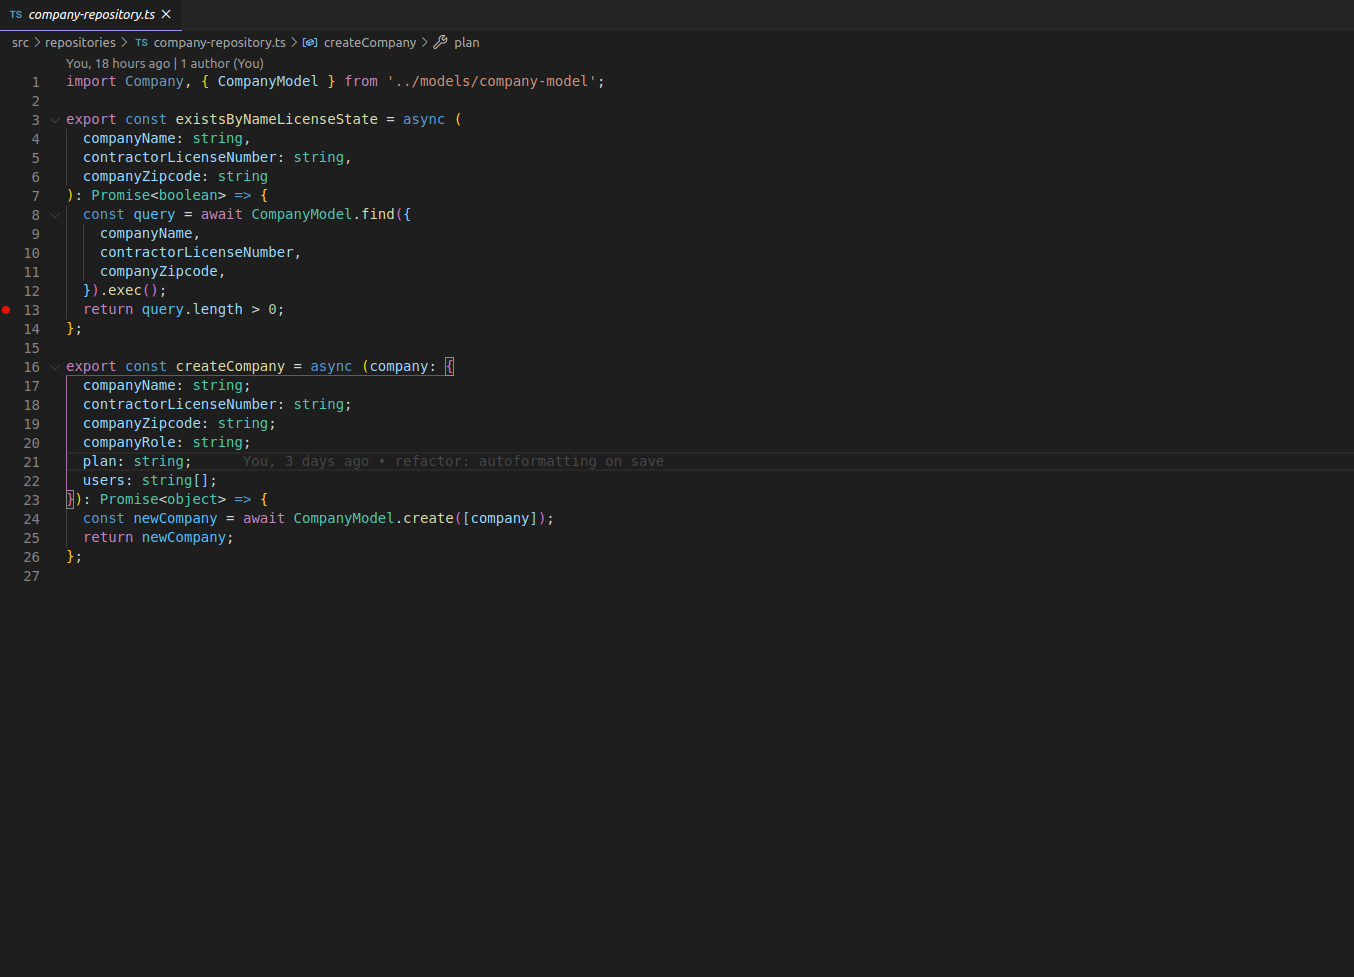 TS company-repository.ts ×
src > repositories > TS company-repository.ts > createCompany > plan
You, 18 hours ago | 1 author (You)
1 import Company, { CompanyModel } from '../models/company-model';
2
3 export const existsByNameLicenseState = async (
4   companyName: string,
5   contractorLicenseNumber: string,
6   companyZipcode: string
7 ): Promise<boolean> => {
8   const query = await CompanyModel.find({
9     companyName,
10     contractorLicenseNumber,
11     companyZipcode,
12   }).exec();
13   return query.length > 0;
14 };
15
16 export const createCompany = async (company: {
17   companyName: string;
18   contractorLicenseNumber: string;
19   companyZipcode: string;
20   companyRole: string;
21   plan: string;      You, 3 days ago • refactor: autoformatting on save
22   users: string[];
23 }): Promise<object> => {
24   const newCompany = await CompanyModel.create([company]);
25   return newCompany;
26 };
27